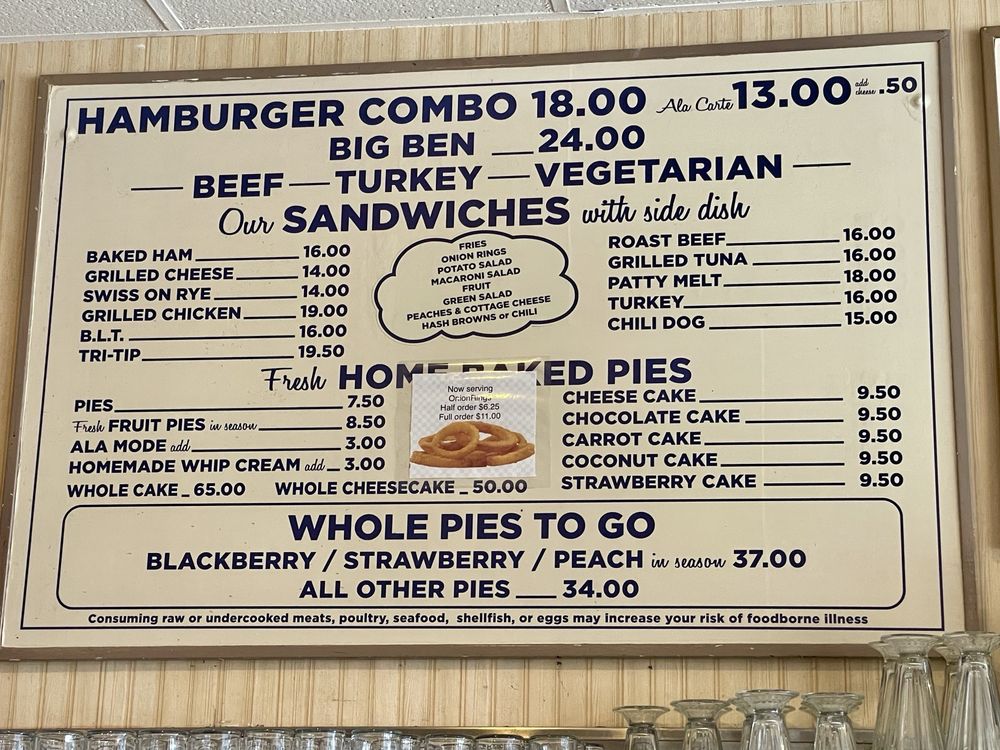 HAMBURGER COMBO 18.00 Ala Carte 13.00 add cheese .50
BIG BEN 24.00
BEEF — TURKEY — VEGETARIAN
Our SANDWICHES with side dish
BAKED HAM 16.00
GRILLED CHEESE 14.00
SWISS ON RYE 14.00
GRILLED CHICKEN 19.00
B.L.T. 16.00
TRI-TIP 19.50
FRIES
ONION RINGS
POTATO SALAD
MACARONI SALAD
FRUIT
GREEN SALAD
PEACHES & COTTAGE CHEESE
HASH BROWNS or CHILI
ROAST BEEF 16.00
GRILLED TUNA 16.00
PATTY MELT 18.00
TURKEY 16.00
CHILI DOG 15.00
Fresh HOME BAKED PIES
PIES 7.50
Fresh FRUIT PIES in season 8.50
ALA MODE add 3.00
HOMEMADE WHIP CREAM add 3.00
WHOLE CAKE 65.00 WHOLE CHEESECAKE 50.00
Now serving
Onion Rings
Half order $6.25
Full order $11.00
CHEESE CAKE 9.50
CHOCOLATE CAKE 9.50
CARROT CAKE 9.50
COCONUT CAKE 9.50
STRAWBERRY CAKE 9.50
WHOLE PIES TO GO
BLACKBERRY / STRAWBERRY / PEACH in season 37.00
ALL OTHER PIES 34.00
Consuming raw or undercooked meats, poultry, seafood, shellfish, or eggs may increase your risk of foodborne illness